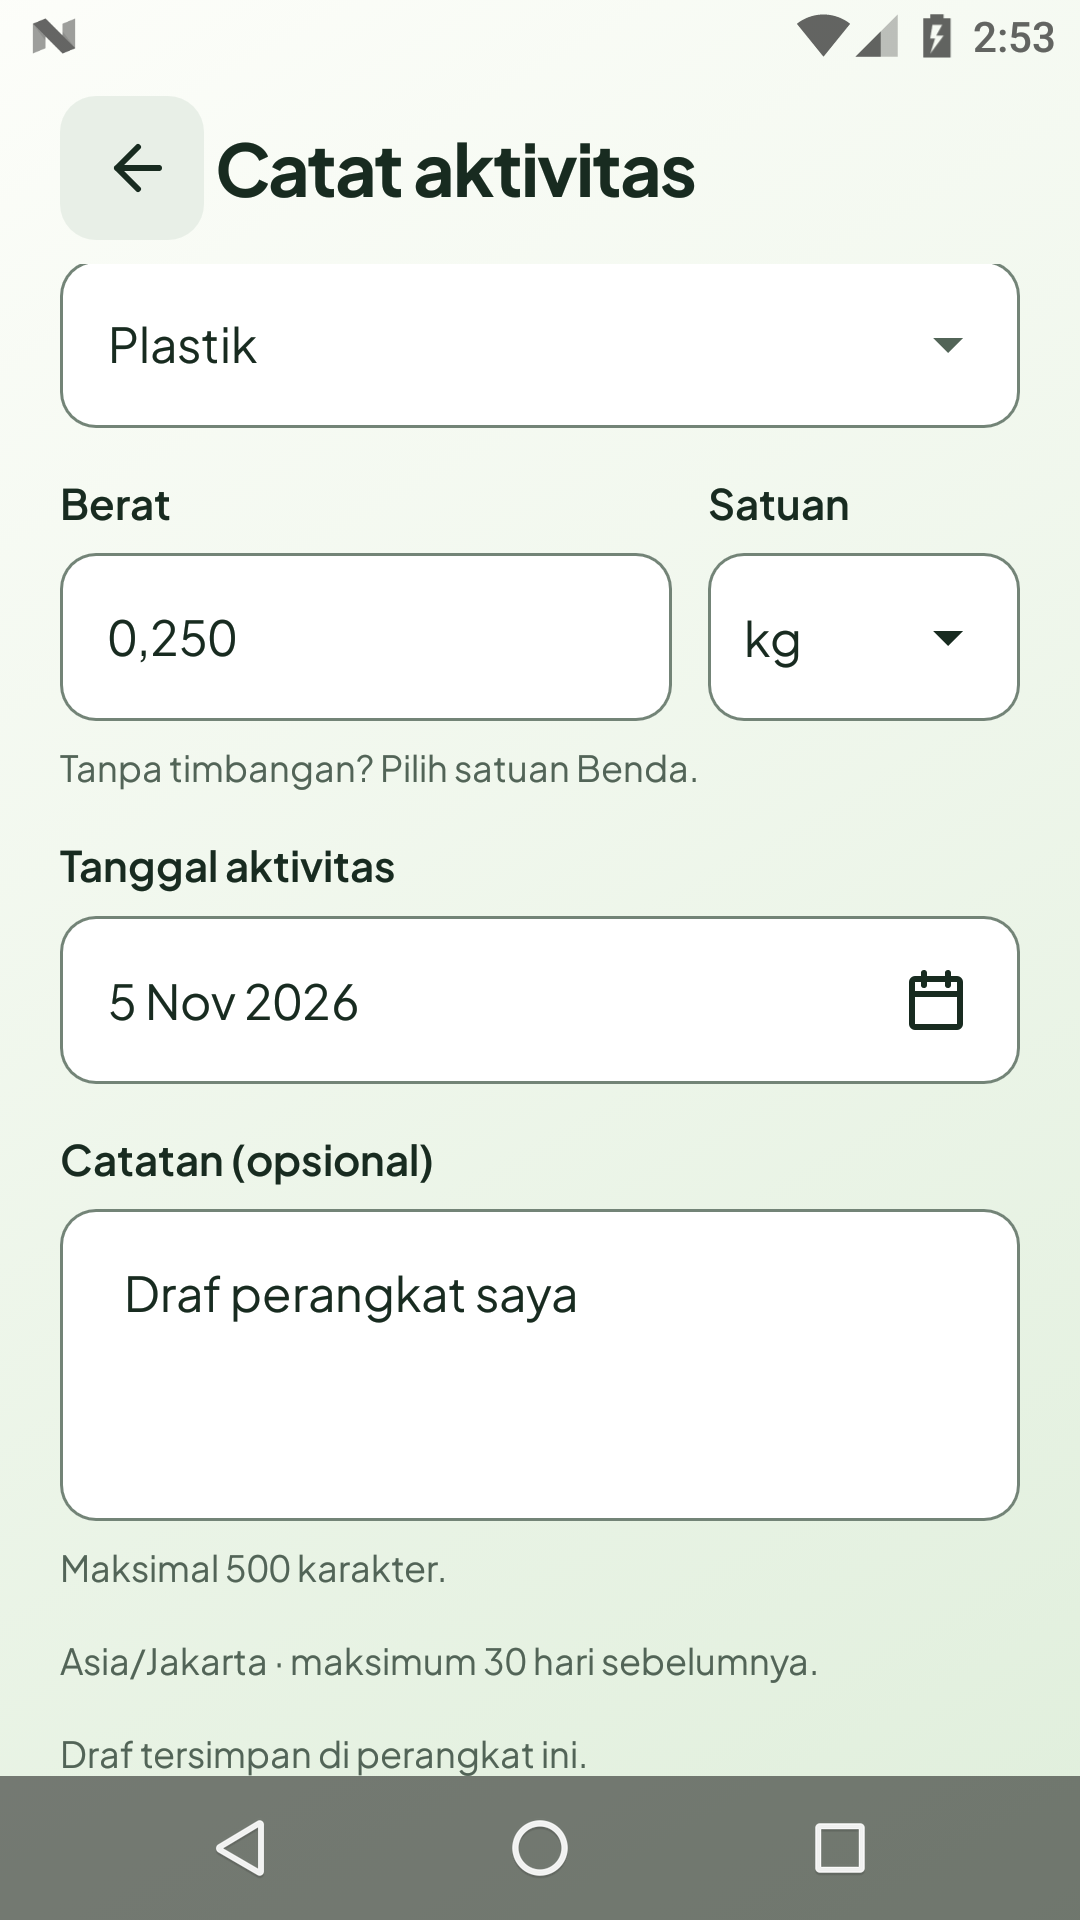 2:53
Catat aktivitas
Plastik
Berat
Satuan
0,250
kg
Tanpa timbangan? Pilih satuan Benda.
Tanggal aktivitas
5 Nov 2026
Catatan (opsional)
Draf perangkat saya
Maksimal 500 karakter.
Asia/Jakarta · maksimum 30 hari sebelumnya.
Draf tersimpan di perangkat ini.